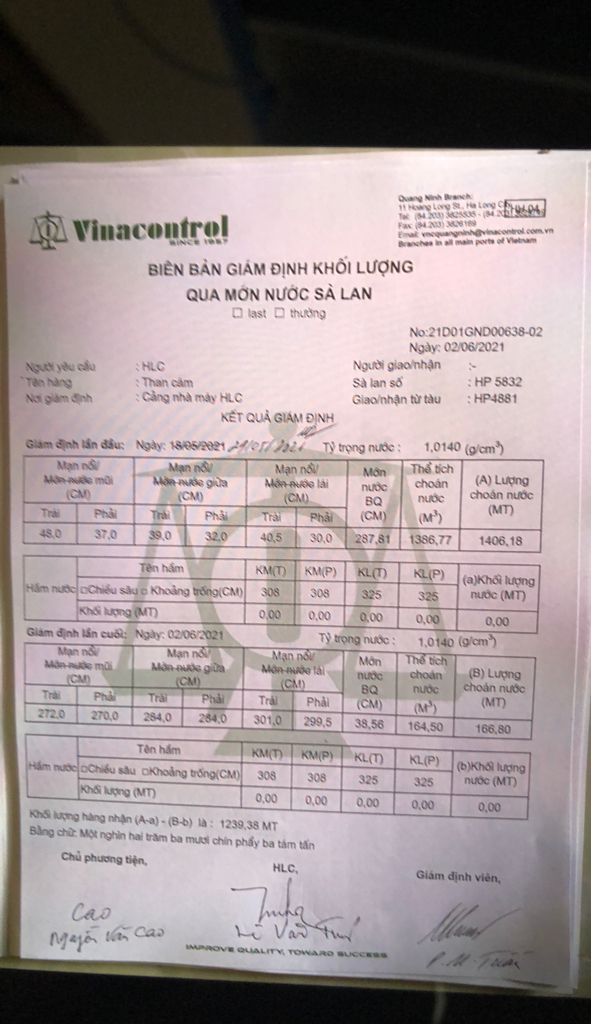 Quang Ninh Branch:
11 Hoang Long St., Ha Long
Tel: (84.203) 3825535 - (84.20
Fax: (84.203) 3826169
Email: vncquangninh@vinacontrol.com.vn
Branches in all main ports of Vietnam
Vinacontrol
SINCE 1957
BIÊN BẢN GIÁM ĐỊNH KHỐI LƯỢNG
QUA MỚN NƯỚC SÀ LAN
☐ last ☐ thường
No:21D01GND00638-02
Ngày: 02/06/2021
Người yêu cầu : HLC Người giao/nhận :-
Tên hàng : Than cám Sà lan số : HP 5832
Nơi giám định : Cảng nhà máy HLC Giao/nhận từ tàu : HP4881
KẾT QUẢ GIÁM ĐỊNH
Giám định lần đầu: Ngày: 18/05/2021 Tỷ trọng nước : 1,0140 (g/cm³)
Mạn nổi/ Mớn nước mũi (CM) Mạn nổi/ Mớn nước giữa (CM) Mạn nổi/ Mớn nước lái (CM) Mớn nước BQ (CM) Thể tích choán nước (M³) (A) Lượng choán nước (MT)
Trái Phải Trái Phải Trái Phải
48,0 37,0 39,0 32,0 40,5 30,0 287,81 1386,77 1406,18
Tên hầm KM(T) KM(P) KL(T) KL(P) (a)Khối lượng nước (MT)
Hầm nước ☐Chiều sâu ☐ Khoảng trống(CM) 308 308 325 325
Khối lượng (MT) 0,00 0,00 0,00 0,00 0,00
Giám định lần cuối: Ngày: 02/06/2021 Tỷ trọng nước : 1,0140 (g/cm³)
Mạn nổi/ Mớn nước mũi (CM) Mạn nổi/ Mớn nước giữa (CM) Mạn nổi/ Mớn nước lái (CM) Mớn nước BQ (CM) Thể tích choán nước (M³) (B) Lượng choán nước (MT)
Trái Phải Trái Phải Trái Phải
272,0 270,0 284,0 284,0 301,0 299,5 38,56 164,50 166,80
Tên hầm KM(T) KM(P) KL(T) KL(P) (b)Khối lượng nước (MT)
Hầm nước ☐Chiều sâu ☐Khoảng trống(CM) 308 308 325 325
Khối lượng (MT) 0,00 0,00 0,00 0,00 0,00
Khối lượng hàng nhận (A-a) - (B-b) là : 1239,38 MT
Bằng chữ: Một nghìn hai trăm ba mươi chín phẩy ba tám tấn
Chủ phương tiện, HLC, Giám định viên,
Cao
Nguyễn Văn Cao
IMPROVE QUALITY, TOWARD SUCCESS